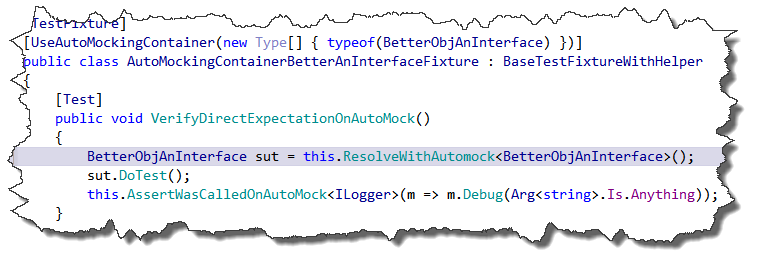 TestFixture]
[UseAutoMockingContainer(new Type[] { typeof(BetterObjAnInterface) })]
public class AutoMockingContainerBetterAnInterfaceFixture : BaseTestFixtureWithHelper
{
[Test]
public void VerifyDirectExpectationOnAutoMock()
{
BetterObjAnInterface sut = this.ResolveWithAutomock<BetterObjAnInterface>();
sut.DoTest();
this.AssertWasCalledOnAutoMock<ILogger>(m => m.Debug(Arg<string>.Is.Anything));
}